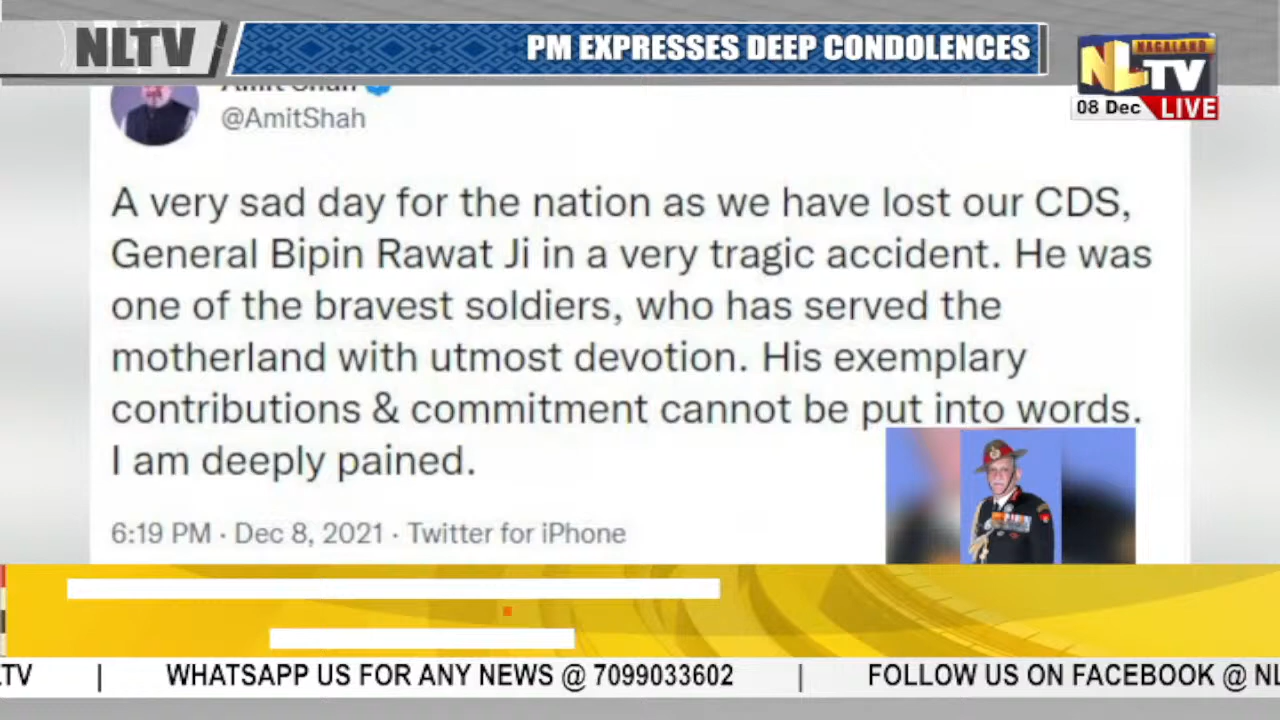 NLTV
PM EXPRESSES DEEP CONDOLENCES
NAGALAND
NLTV
08 Dec LIVE
Amit Shah
@AmitShah
A very sad day for the nation as we have lost our CDS,
General Bipin Rawat Ji in a very tragic accident. He was
one of the bravest soldiers, who has served the
motherland with utmost devotion. His exemplary
contributions & commitment cannot be put into words.
I am deeply pained.
6:19 PM · Dec 8, 2021 · Twitter for iPhone
TV | WHATSAPP US FOR ANY NEWS @ 7099033602 | FOLLOW US ON FACEBOOK @ NL